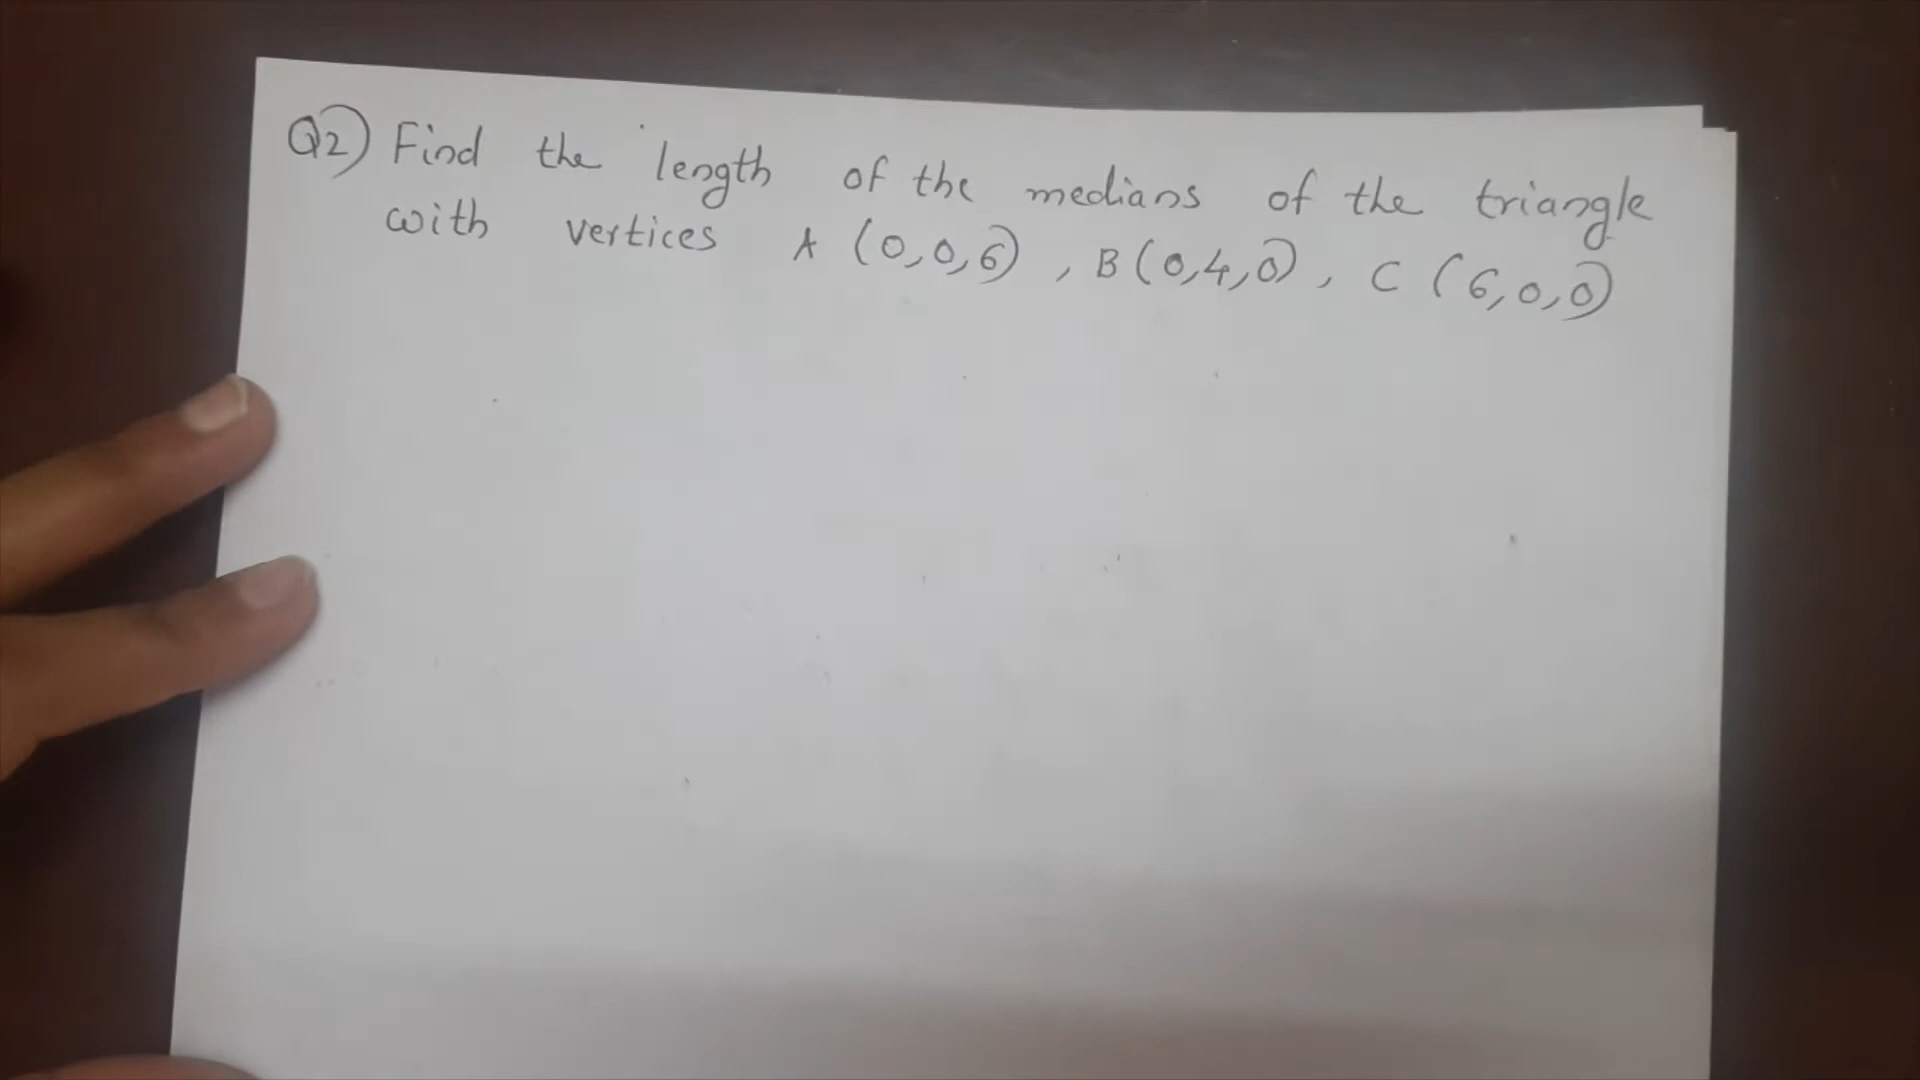 Q2) Find the length of the medians of the triangle
with vertices A (0,0,6) , B(0,4,0) , C (6,0,0)